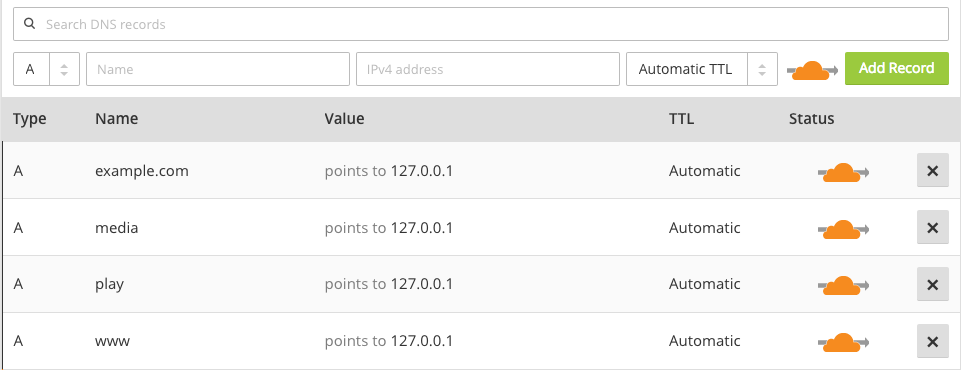 Search DNS records
A Name IPv4 address Automatic TTL Add Record
Type Name Value TTL Status
A example.com points to 127.0.0.1 Automatic
A media points to 127.0.0.1 Automatic
A play points to 127.0.0.1 Automatic
A www points to 127.0.0.1 Automatic